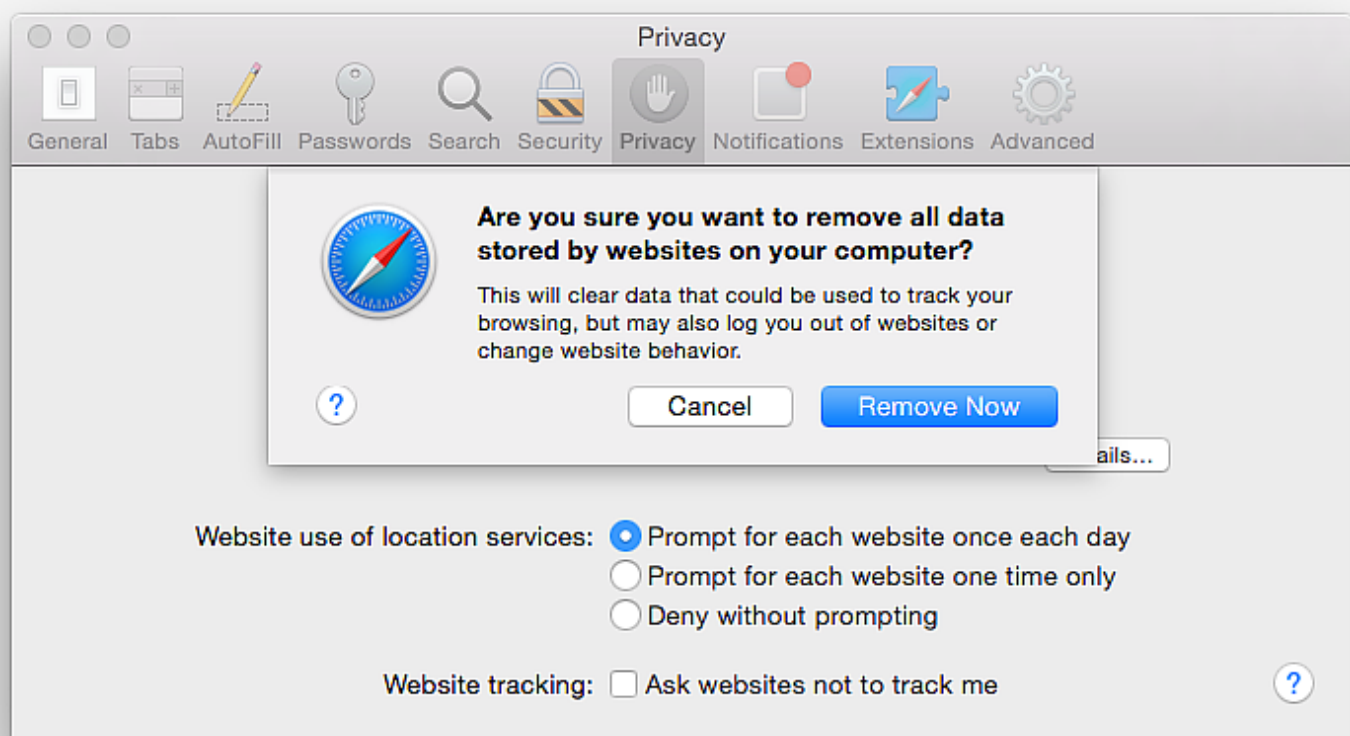 Privacy
General Tabs AutoFill Passwords Search Security Privacy Notifications Extensions Advanced
Are you sure you want to remove all data
stored by websites on your computer?
This will clear data that could be used to track your
browsing, but may also log you out of websites or
change website behavior.
? Cancel Remove Now
ails...
Website use of location services: Prompt for each website once each day
Prompt for each website one time only
Deny without prompting
Website tracking: Ask websites not to track me ?